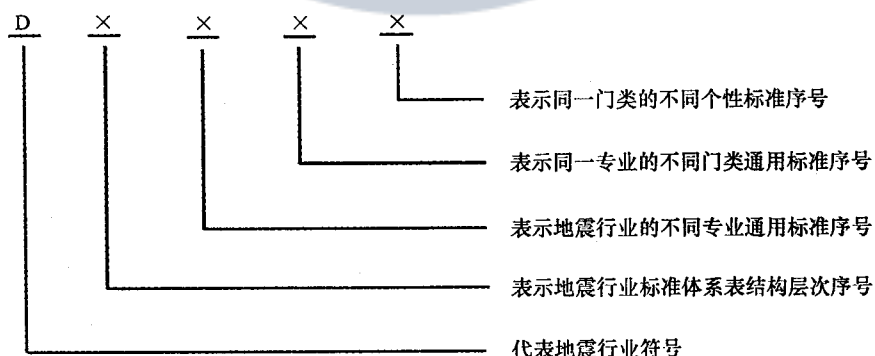 D × × × ×
表示同一门类的不同个性标准序号
表示同一专业的不同门类通用标准序号
表示地震行业的不同专业通用标准序号
表示地震行业标准体系表结构层次序号
代表地震行业符号